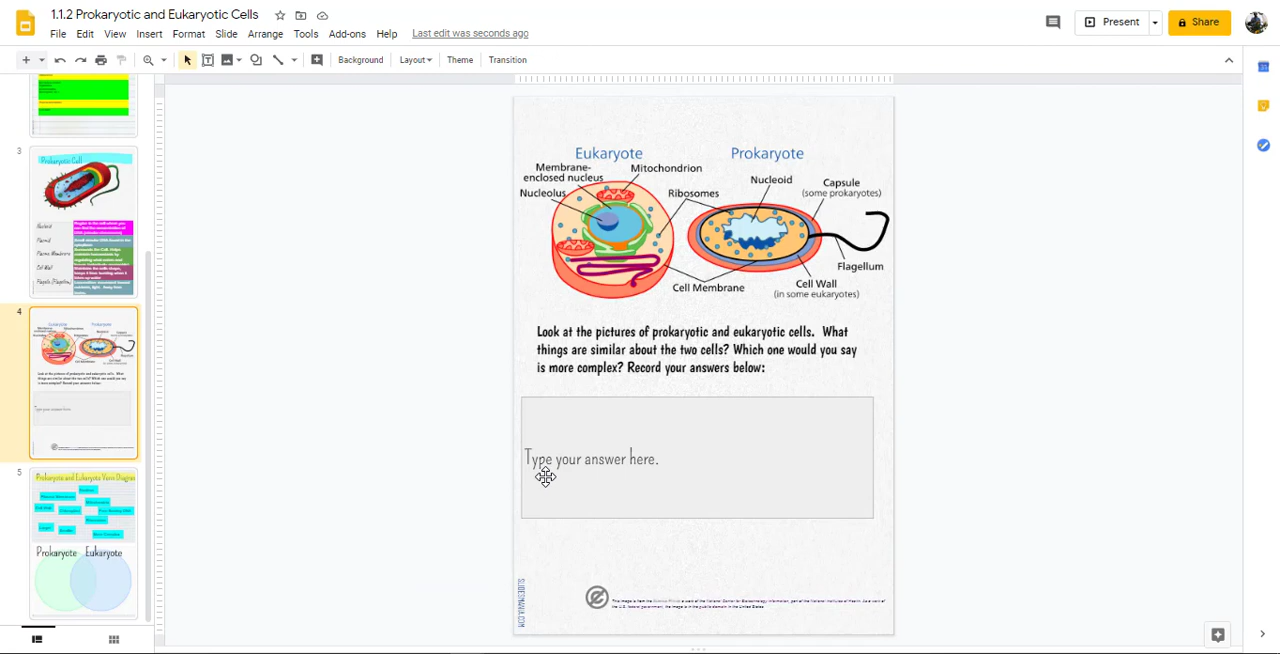 1.1.2 Prokaryotic and Eukaryotic Cells
File Edit View Insert Format Slide Arrange Tools Add-ons Help Last edit was seconds ago
Present
Share
Background Layout Theme Transition
3
Prokaryotic Cell
4
5
Prokaryotic and Eukaryote Venn Diagram
Prokaryote Eukaryote
Eukaryote Prokaryote
Membrane-
enclosed nucleus
Mitochondrion
Nucleolus
Ribosomes
Nucleoid
Capsule
(some prokaryotes)
Flagellum
Cell Membrane
Cell Wall
(in some eukaryotes)
Look at the pictures of prokaryotic and eukaryotic cells. What
things are similar about the two cells? Which one would you say
is more complex? Record your answers below:
Type your answer here.
SLIDESMANIA.COM